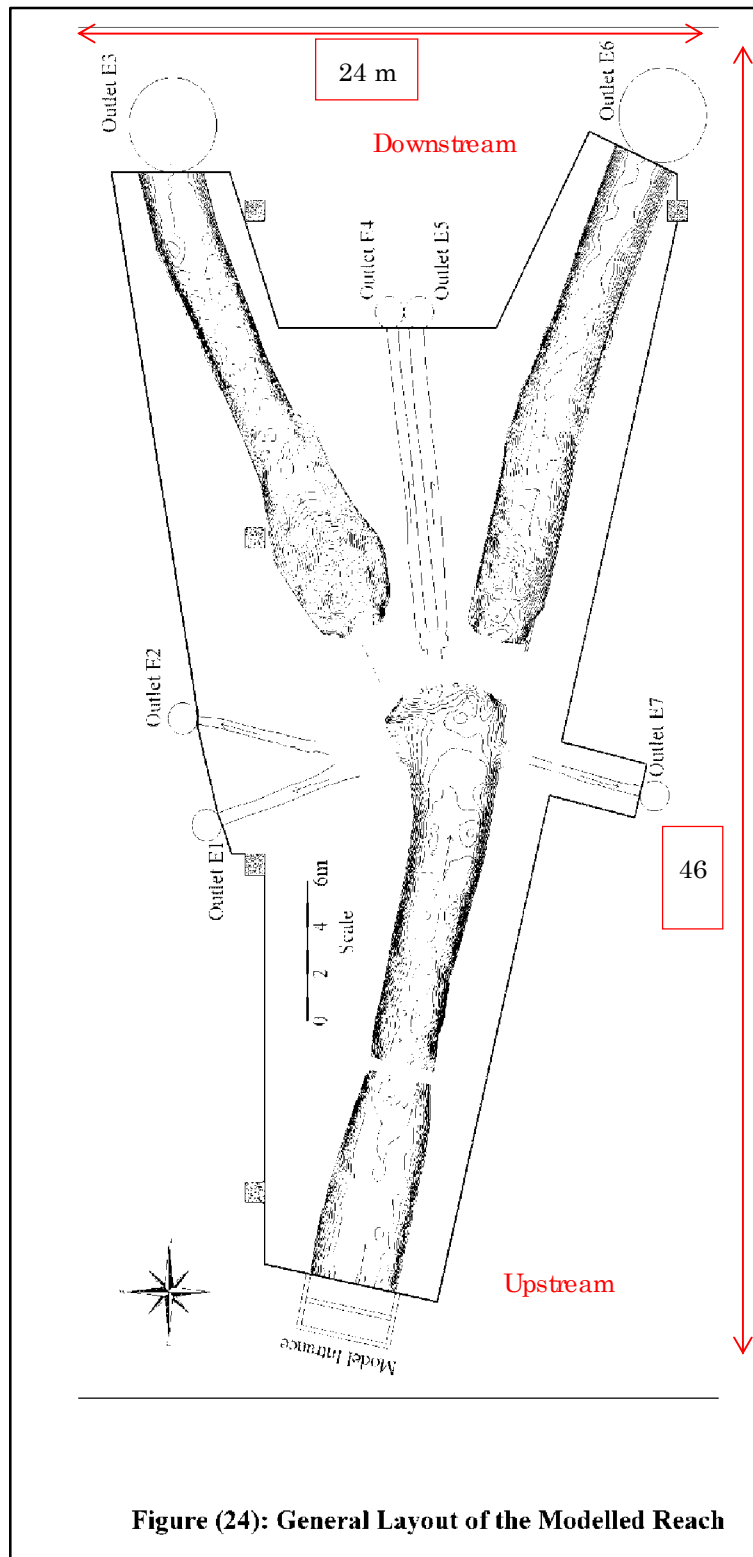 Outlet E3
24 m
Outlet E6
Downstream
Outlet E4
Outlet E5
Outlet E2
Outlet E7
Outlet E1
46
0 2 4 6m
Scale
Upstream
Model Intrance
Figure (24): General Layout of the Modelled Reach